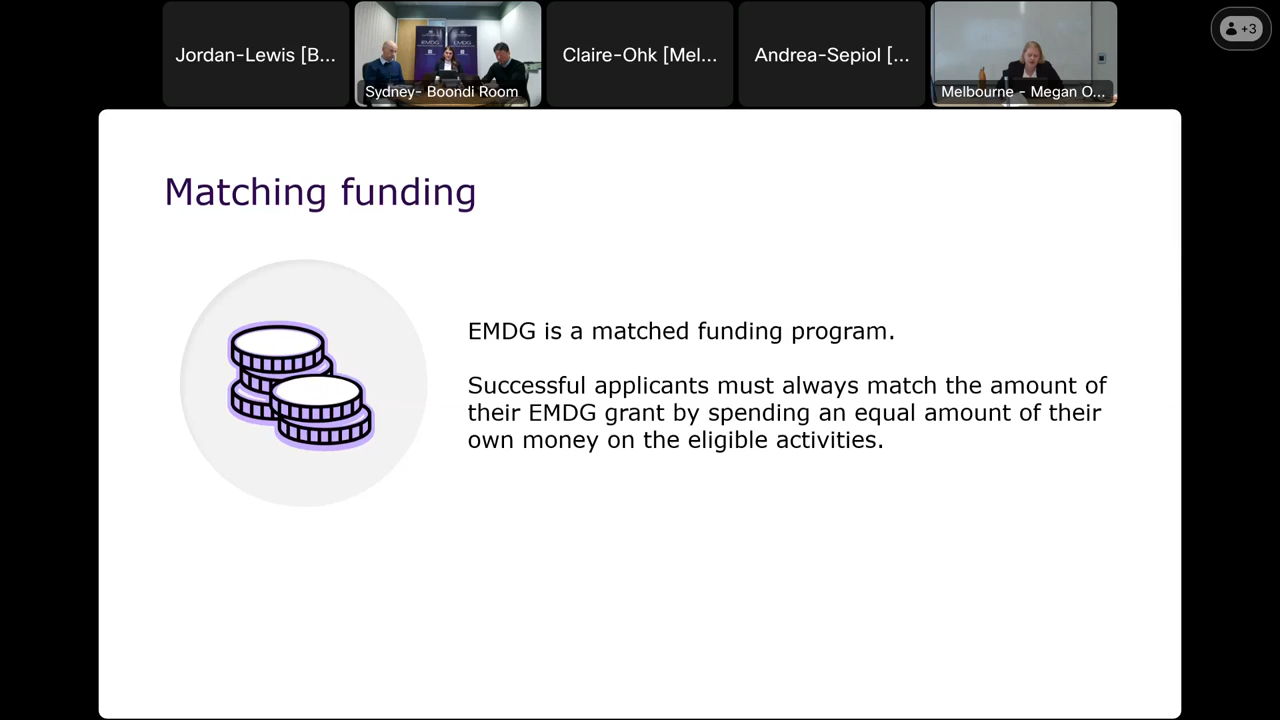 Jordan-Lewis [B...
Sydney- Boondi Room
Claire-Ohk [Mel...
Andrea-Sepiol [...
Melbourne - Megan O...
+3
EMDG
EMDG
Matching funding
EMDG is a matched funding program.
Successful applicants must always match the amount of
their EMDG grant by spending an equal amount of their
own money on the eligible activities.